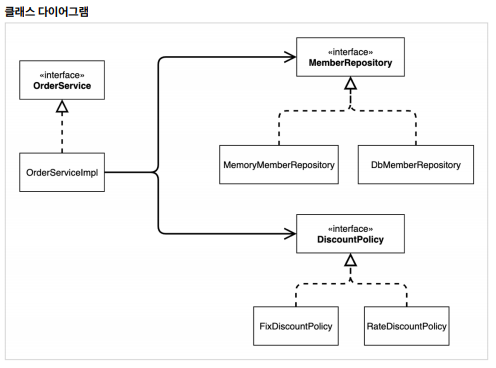 클래스 다이어그램
«interface»
OrderService
OrderServiceImpl
«interface»
MemberRepository
MemoryMemberRepository
DbMemberRepository
«interface»
DiscountPolicy
FixDiscountPolicy
RateDiscountPolicy